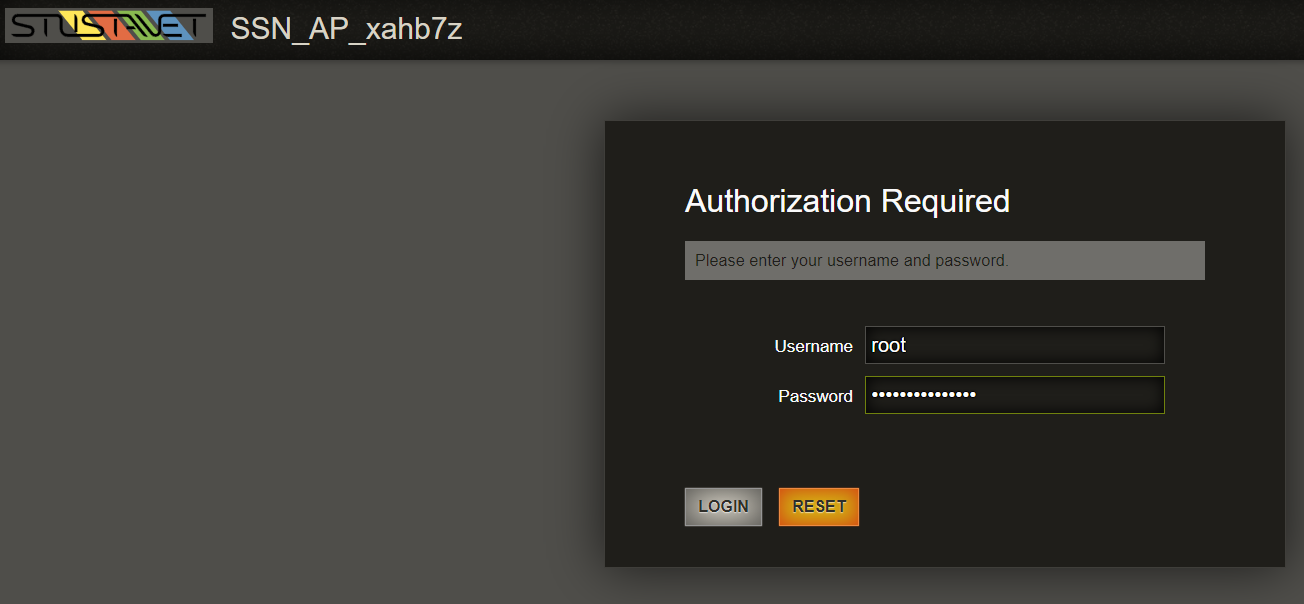 STUSTANET SSN_AP_xahb7z
Authorization Required
Please enter your username and password.
Username root
Password •••••••••••••••
LOGIN RESET